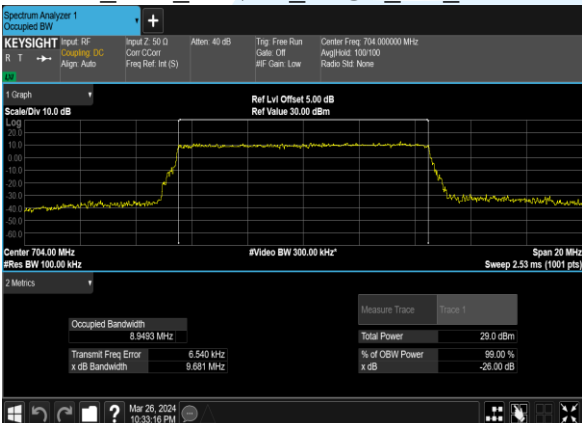 Spectrum Analyzer 1
Occupied BW
+
KEYSIGHT Input: RF Input Z: 50 Ω Atten: 40 dB Trig: Free Run Center Freq: 704.000000 MHz
Coupling: DC Corr CCorr Gate: Off Avg|Hold: 100/100
R T Align: Auto Freq Ref: Int (S) #IF Gain: Low Radio Std: None
1 Graph
Ref Lvl Offset 5.00 dB
Scale/Div 10.0 dB Ref Value 30.00 dBm
Log
20.0
10.0
0.00
-10.0
-20.0
-30.0
-40.0
-50.0
-60.0
Center 704.00 MHz #Video BW 300.00 kHz* Span 20 MHz
#Res BW 100.00 kHz Sweep 2.53 ms (1001 pts)
2 Metrics
Measure Trace Trace 1
Occupied Bandwidth
8.9493 MHz Total Power 29.0 dBm
Transmit Freq Error 6.540 kHz % of OBW Power 99.00 %
x dB Bandwidth 9.681 MHz x dB -26.00 dB
? Mar 26, 2024
10:33:16 PM